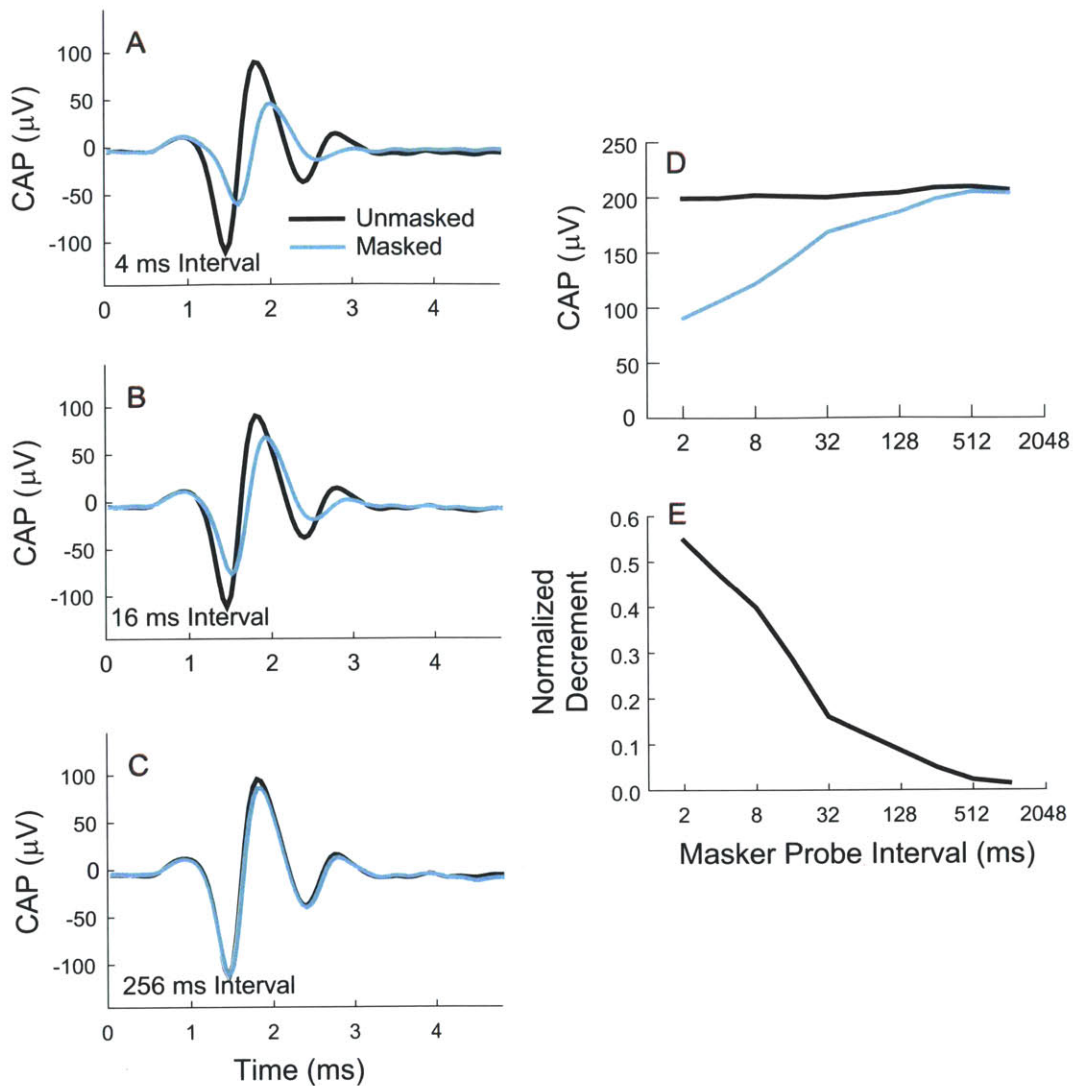 A
CAP (µV)
100
50
0
-50
-100
Unmasked
Masked
4 ms Interval
0 1 2 3 4
B
CAP (µV)
100
50
0
-50
-100
16 ms Interval
0 1 2 3 4
C
CAP (µV)
100
50
0
-50
-100
256 ms Interval
0 1 2 3 4
Time (ms)
D
CAP (µV)
250
200
150
100
50
0
2 8 32 128 512 2048
E
Normalized
Decrement
0.6
0.5
0.4
0.3
0.2
0.1
0.0
2 8 32 128 512 2048
Masker Probe Interval (ms)